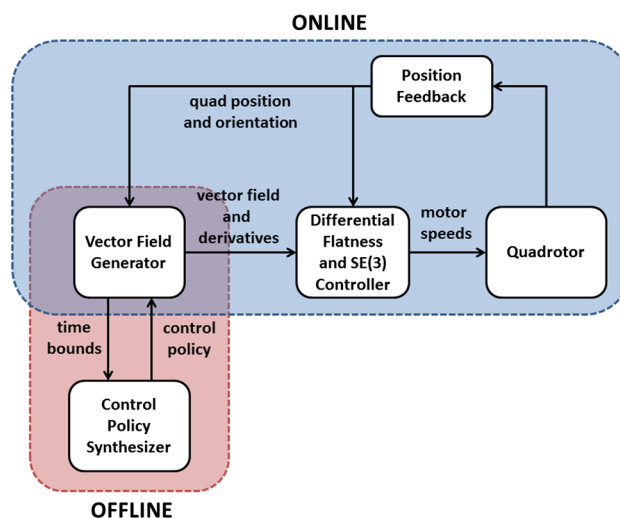 ONLINE
Position
Feedback
quad position
and orientation
vector field
and
derivatives
Vector Field
Generator
Differential
Flatness
and SE(3)
Controller
motor
speeds
Quadrotor
time
bounds
control
policy
Control
Policy
Synthesizer
OFFLINE